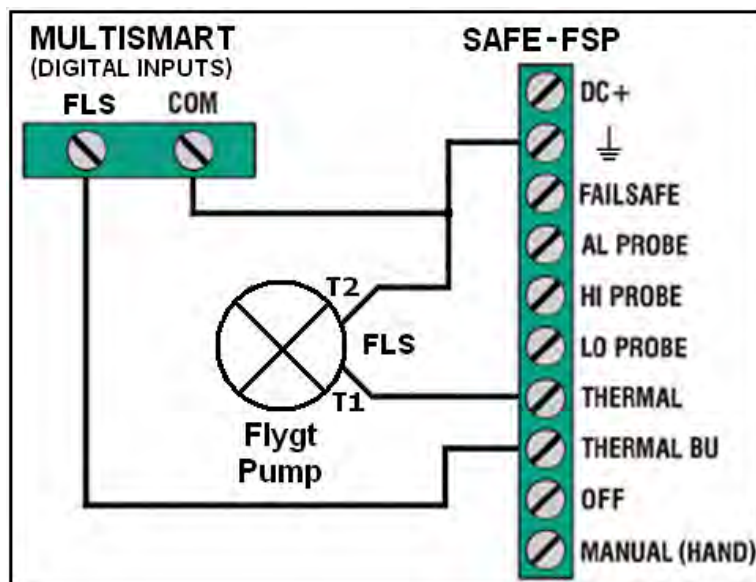 MULTISMART
(DIGITAL INPUTS)
FLS COM
SAFE-FSP
DC+
FAILSAFE
AL PROBE
HI PROBE
LO PROBE
THERMAL
THERMAL BU
OFF
MANUAL (HAND)
T2
FLS
T1
Flygt
Pump